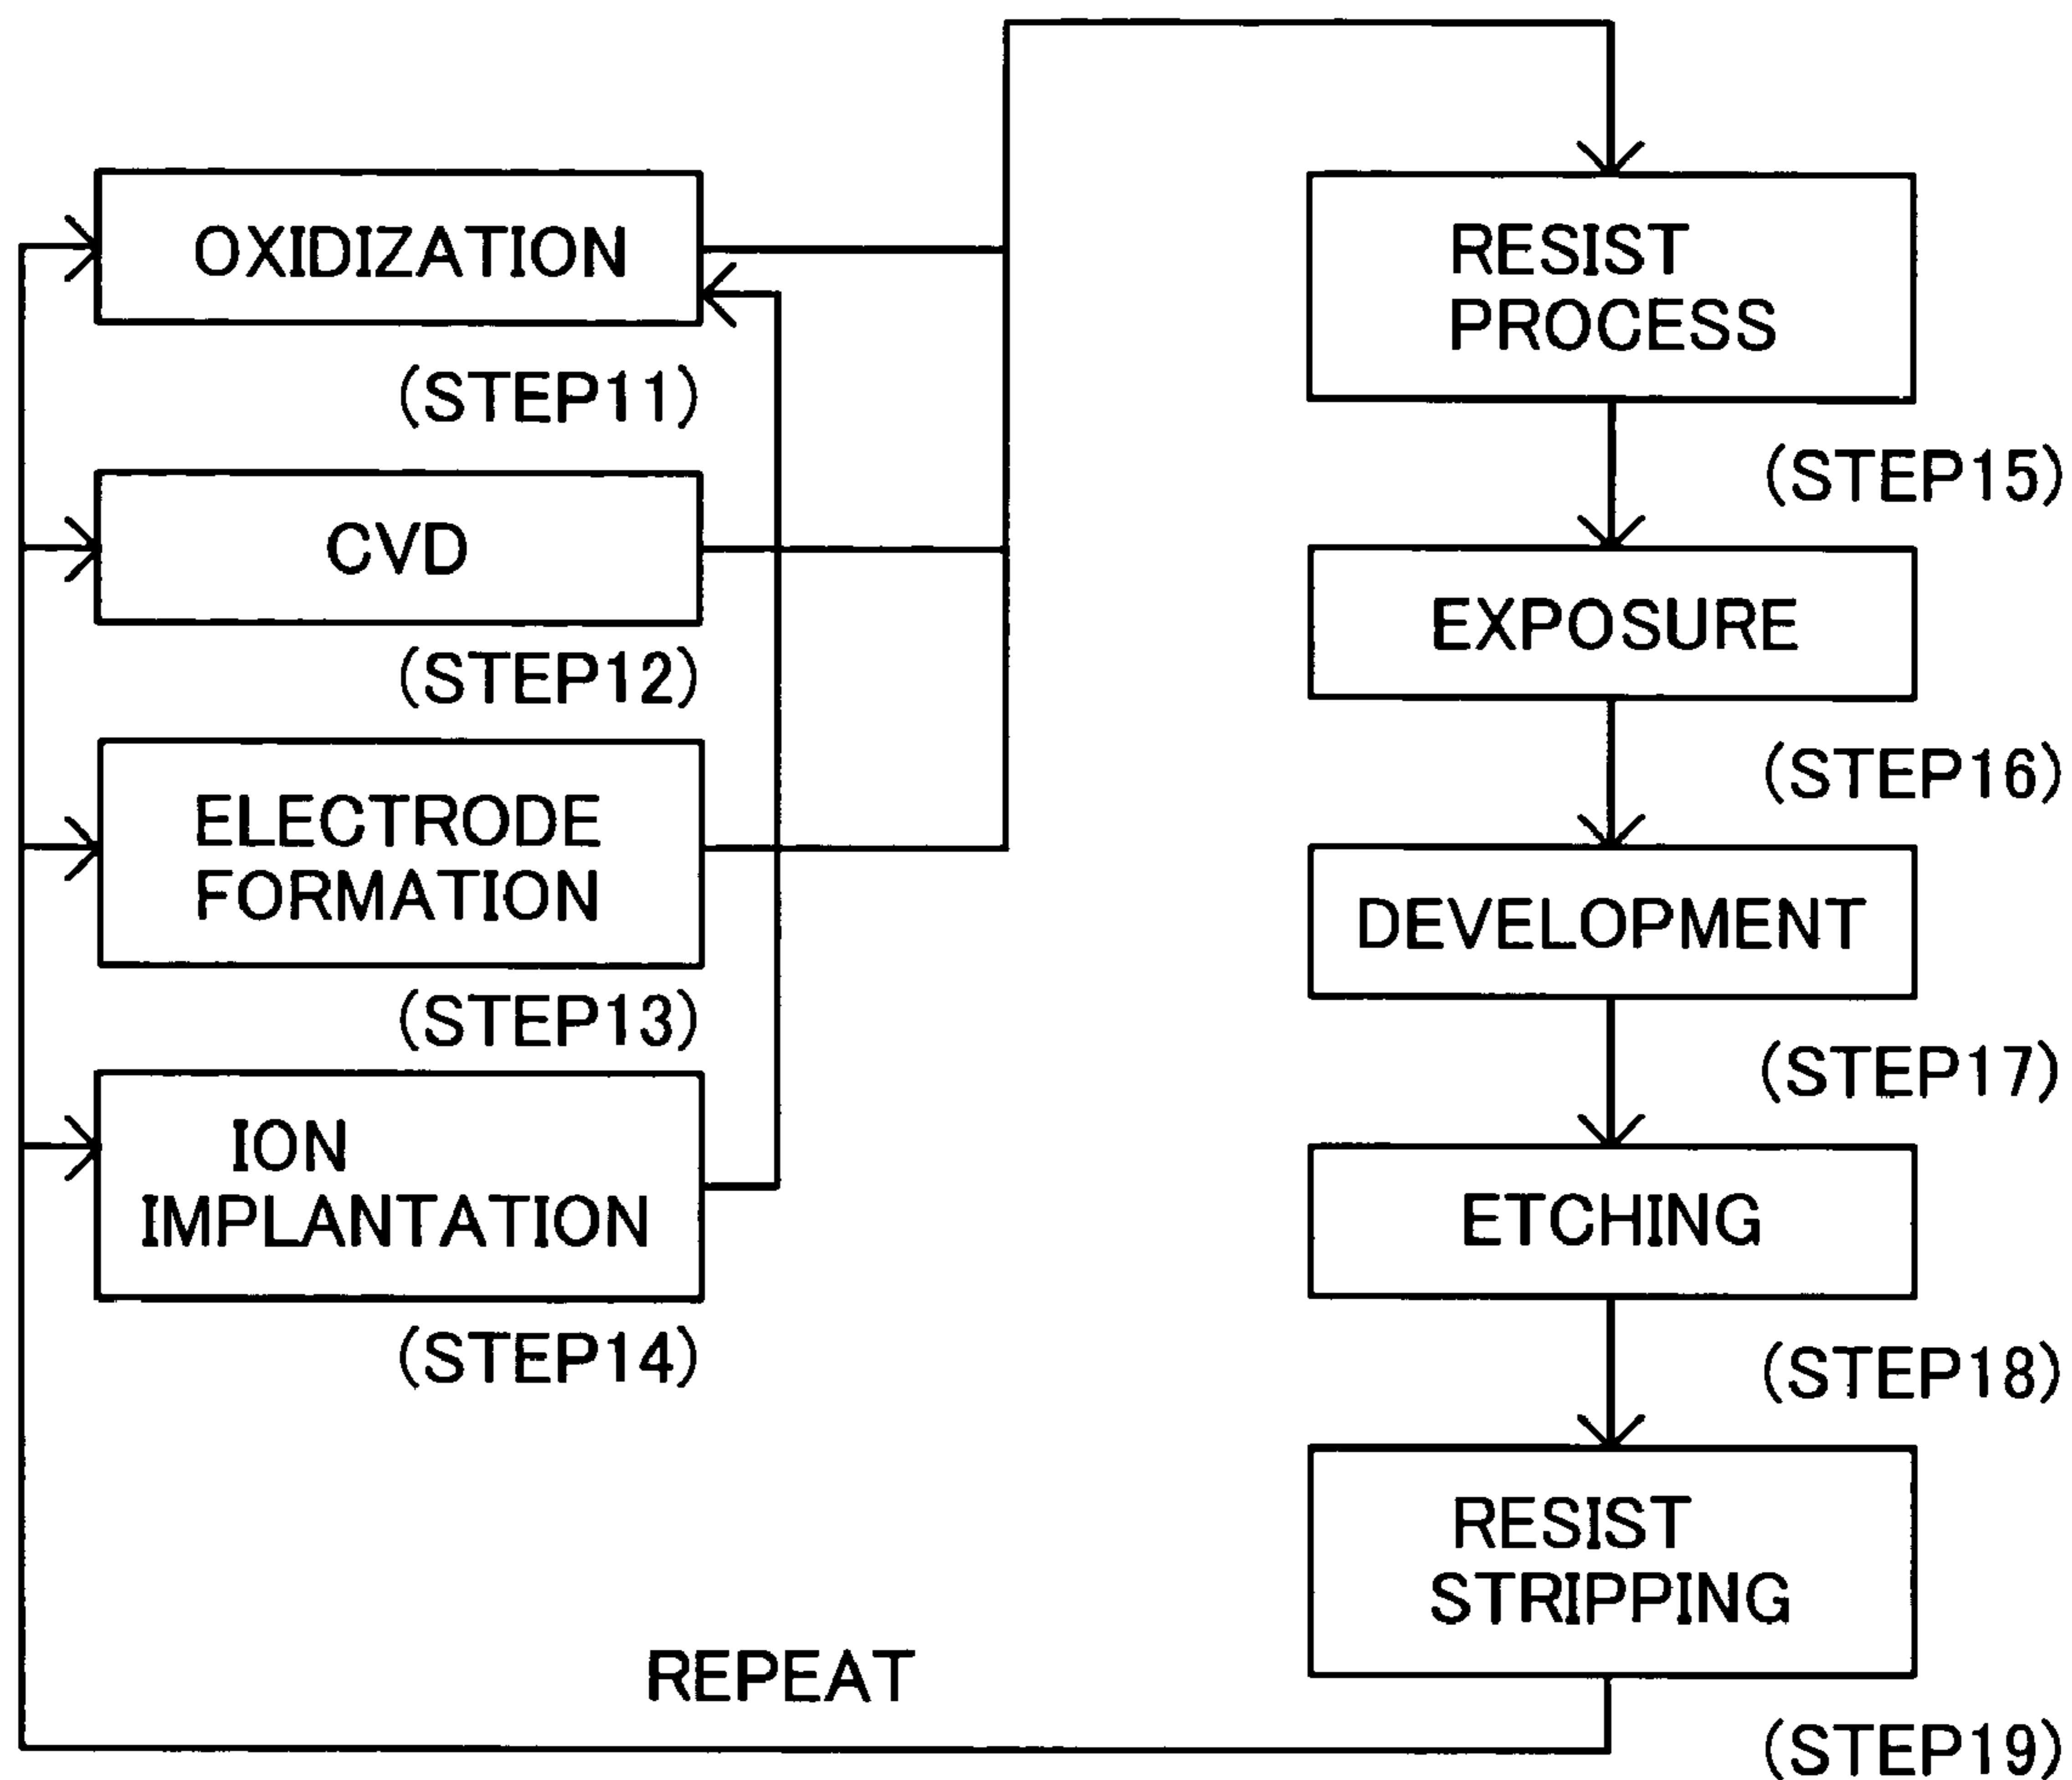 OXIDIZATION
(STEP11)
CVD
(STEP12)
ELECTRODE
FORMATION
(STEP13)
ION
IMPLANTATION
(STEP14)
RESIST
PROCESS
(STEP15)
EXPOSURE
(STEP16)
DEVELOPMENT
(STEP17)
ETCHING
(STEP18)
RESIST
STRIPPING
(STEP19)
REPEAT